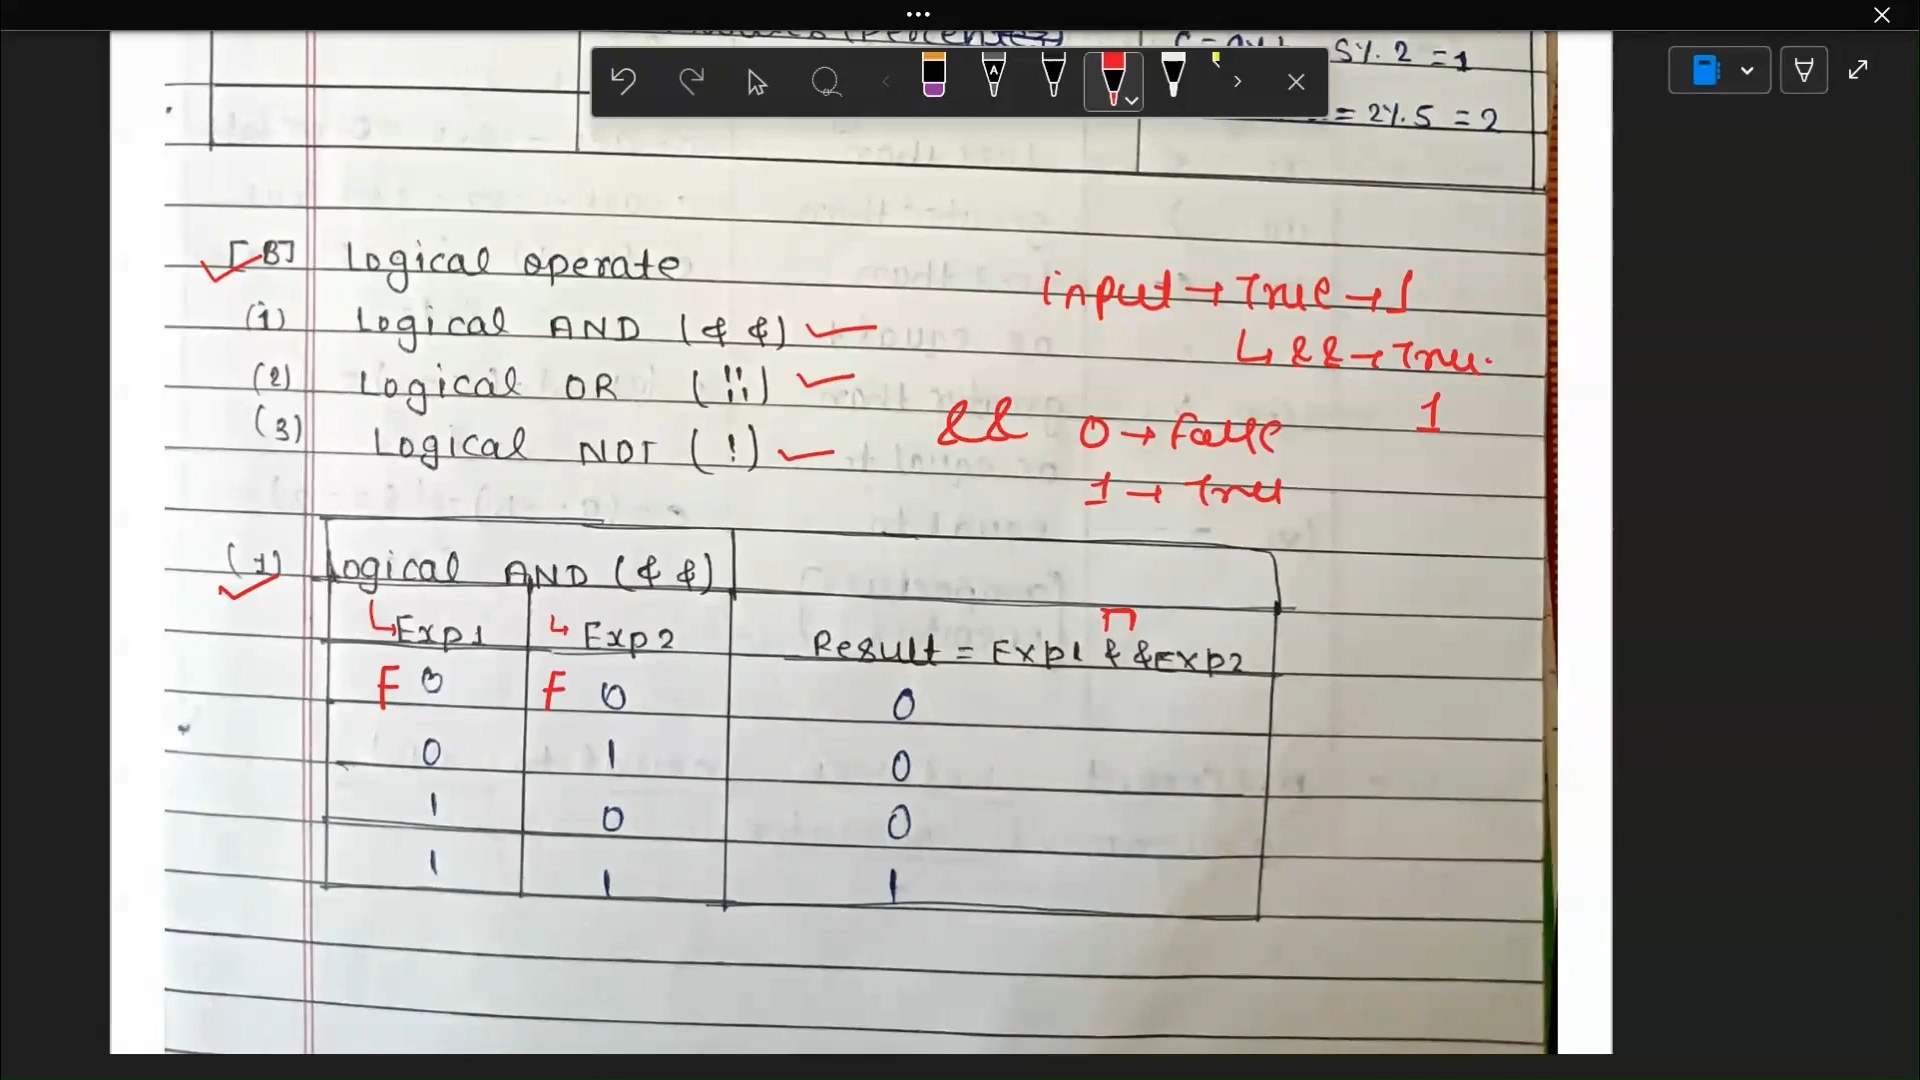 5%. 2 = 1
= 2%. 5 = 2
[B] Logical operate
(1) Logical AND (&&)
(2) Logical OR (!!)
(3) Logical NOT (!)
input → True → 1
↳ && → True.
1
&& 0 → false
1 → True
(1) Logical AND (&&)
↳ Exp1 ↳ Exp2 Result = Exp1 &&Exp2
F 0 F 0 0
0 1 0
1 0 0
1 1 1